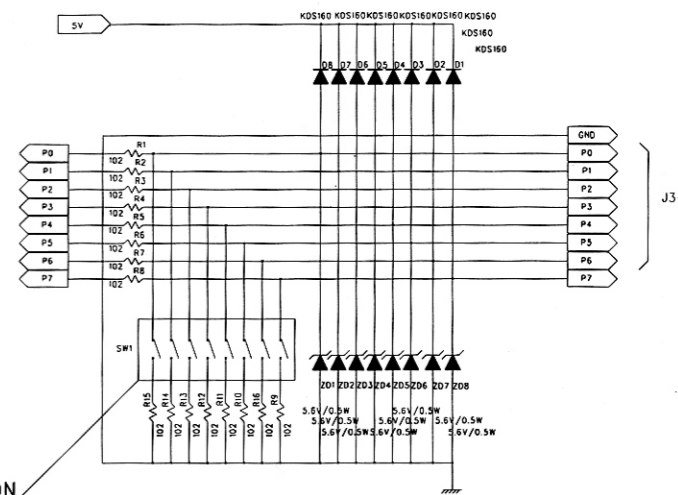 KDS160 KDS160KDS160KDS160 KDS160KDS160
KDS160
KDS160
5V
D8 D7 D6 D5 D4 D3 D2 D1
GND
R1
P0 P0
102 R2
P1 P1
102 R3
P2 P2
102 R4
P3 P3
102 R5
P4 P4
102 R6
P5 P5
102 R7
P6 P6
102 R8
P7 P7
102
J3
SW1
ZD1 ZD2 ZD3 ZD4 ZD5 ZD6 ZD7 ZD8
R15 R14 R13 R12 R11 R10 R16 R9
102 102 102 102 102 102 102 102
5.6V/0.5W 5.6V/0.5W
5.6V/0.5W 5.6V/0.5W 5.6V/0.5W
5.6V/0.5W 5.6V/0.5W 5.6V/0.5W
ON